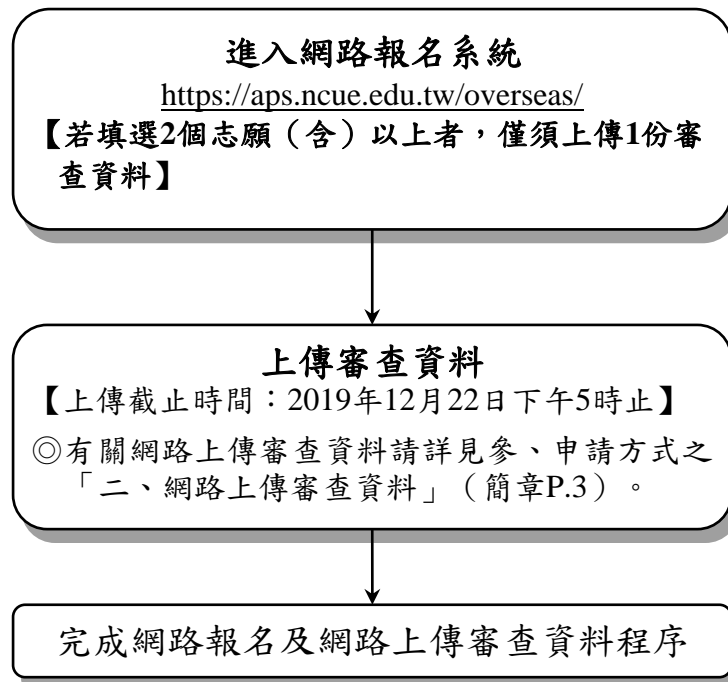 進入網路報名系統
https://aps.ncue.edu.tw/overseas/
【若填選2個志願（含）以上者，僅須上傳1份審
查資料】
上傳審查資料
【上傳截止時間：2019年12月22日下午5時止】
◎有關網路上傳審查資料請詳見參、申請方式之
「二、網路上傳審查資料」（簡章P.3）。
完成網路報名及網路上傳審查資料程序